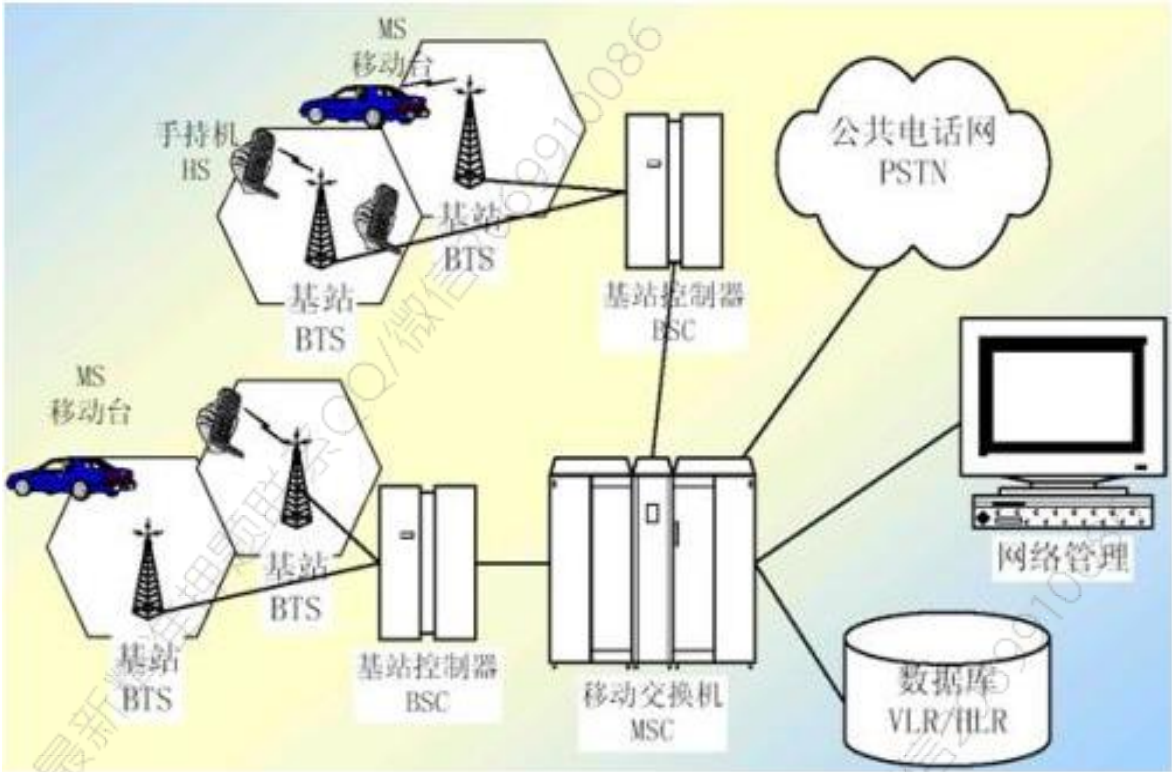 MS
移动台
手持机
HS
基站
BTS
基站
BTS
基站控制器
BSC
公共电话网
PSTN
MS
移动台
基站
BTS
基站
BTS
基站控制器
BSC
移动交换机
MSC
网络管理
数据库
VLR/HLR